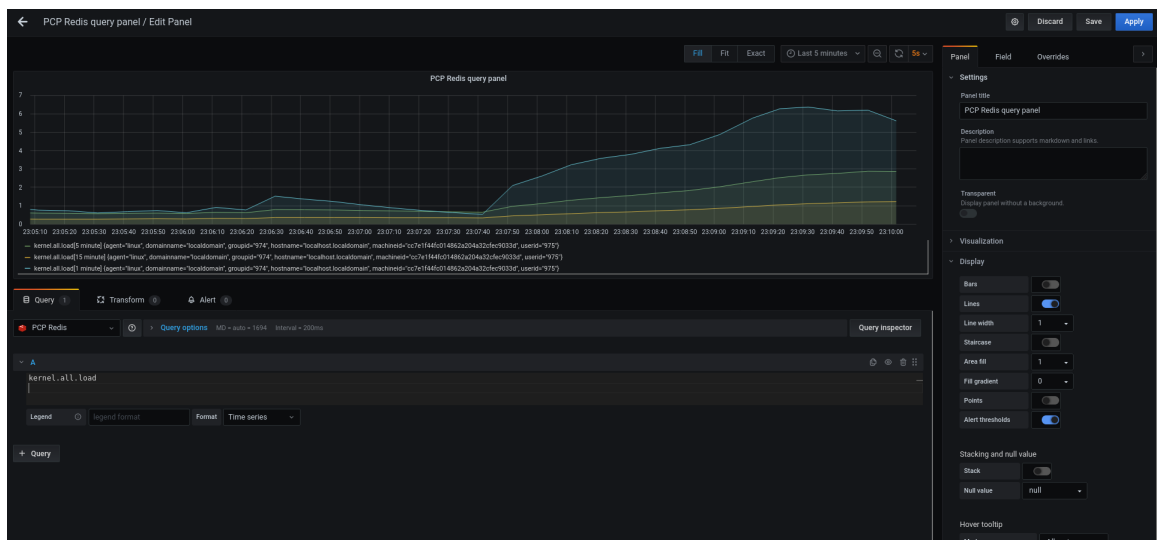 PCP Redis query panel / Edit Panel
Discard Save Apply
Fill Fit Exact Last 5 minutes 5s
Panel Field Overrides
PCP Redis query panel
7
6
5
4
3
2
1
0
23:05:10 23:05:20 23:05:30 23:05:40 23:05:50 23:06:00 23:06:10 23:06:20 23:06:30 23:06:40 23:06:50 23:07:00 23:07:10 23:07:20 23:07:30 23:07:40 23:07:50 23:08:00 23:08:10 23:08:20 23:08:30 23:08:40 23:08:50 23:09:00 23:09:10 23:09:20 23:09:30 23:09:40 23:09:50 23:10:00
kernel.all.load[5 minute] {agent="linux", domainname="localdomain", groupid="974", hostname="localhost.localdomain", machineid="cc7e1f44fc014862a204a32cfec9033d", userid="975"}
kernel.all.load[15 minute] {agent="linux", domainname="localdomain", groupid="974", hostname="localhost.localdomain", machineid="cc7e1f44fc014862a204a32cfec9033d", userid="975"}
kernel.all.load[1 minute] {agent="linux", domainname="localdomain", groupid="974", hostname="localhost.localdomain", machineid="cc7e1f44fc014862a204a32cfec9033d", userid="975"}
Query 1 Transform 0 Alert 0
PCP Redis Query options MD = auto = 1694 Interval = 200ms Query inspector
A
kernel.all.load
Legend legend format Format Time series
+ Query
Settings
Panel title
PCP Redis query panel
Description
Panel description supports markdown and links.
Transparent
Display panel without a background.
Visualization
Display
Bars
Lines
Line width 1
Staircase
Area fill 1
Fill gradient 0
Points
Alert thresholds
Stacking and null value
Stack
Null value null
Hover tooltip